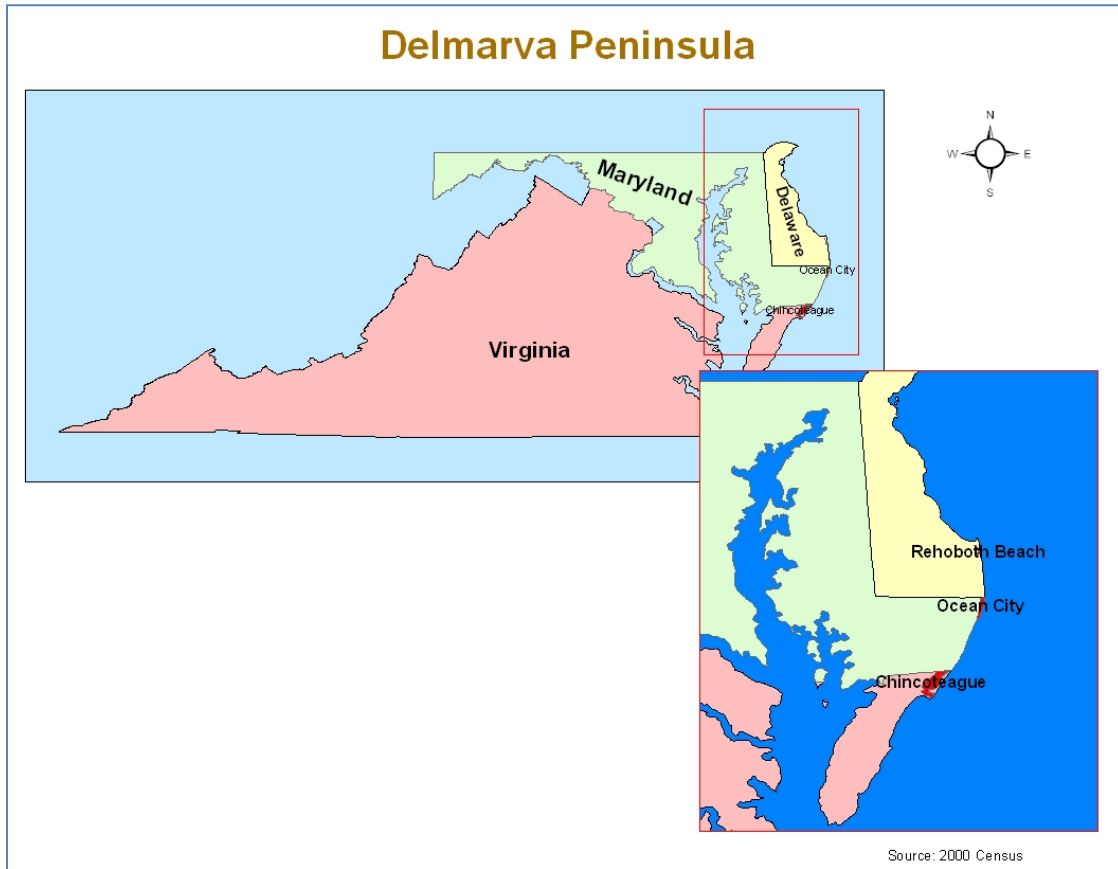 Delmarva Peninsula
N
W E
S
Maryland
Delaware
Ocean City
Chincoteague
Virginia
Rehoboth Beach
Ocean City
Chincoteague
Source: 2000 Census